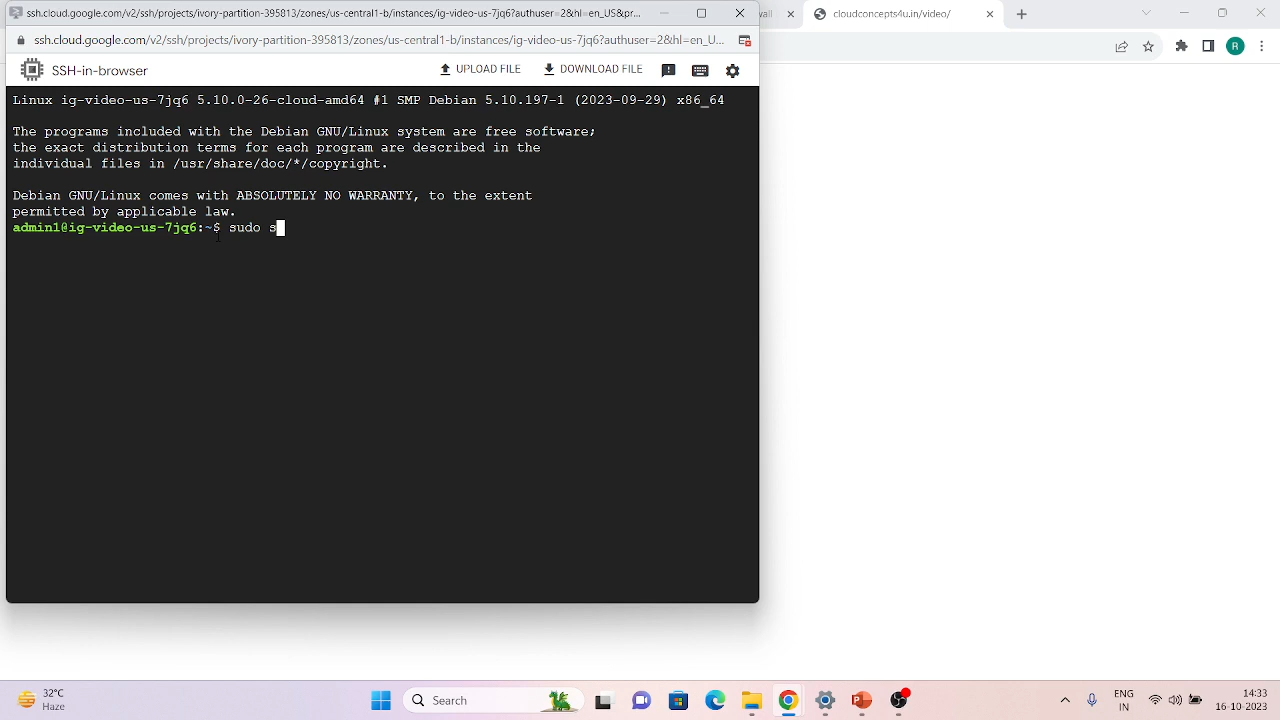 ssh.cloud.google.com/v2/ssh/projects/ivory-partition-395813/zones/us-central1-b/instances/ig-video-us-7jq6?authuser=2&hl=en_US&pr...
all
cloudconcepts4u.in/video/
ssh.cloud.google.com/v2/ssh/projects/ivory-partition-395813/zones/us-central1-b/instances/ig-video-us-7jq6?authuser=2&hl=en_U...
R
SSH-in-browser
UPLOAD FILE
DOWNLOAD FILE
Linux ig-video-us-7jq6 5.10.0-26-cloud-amd64 #1 SMP Debian 5.10.197-1 (2023-09-29) x86_64
The programs included with the Debian GNU/Linux system are free software;
the exact distribution terms for each program are described in the
individual files in /usr/share/doc/*/copyright.
Debian GNU/Linux comes with ABSOLUTELY NO WARRANTY, to the extent
permitted by applicable law.
admin1@ig-video-us-7jq6:~$ sudo s
32°C
Haze
Search
ENG
IN
14:33
16-10-2023